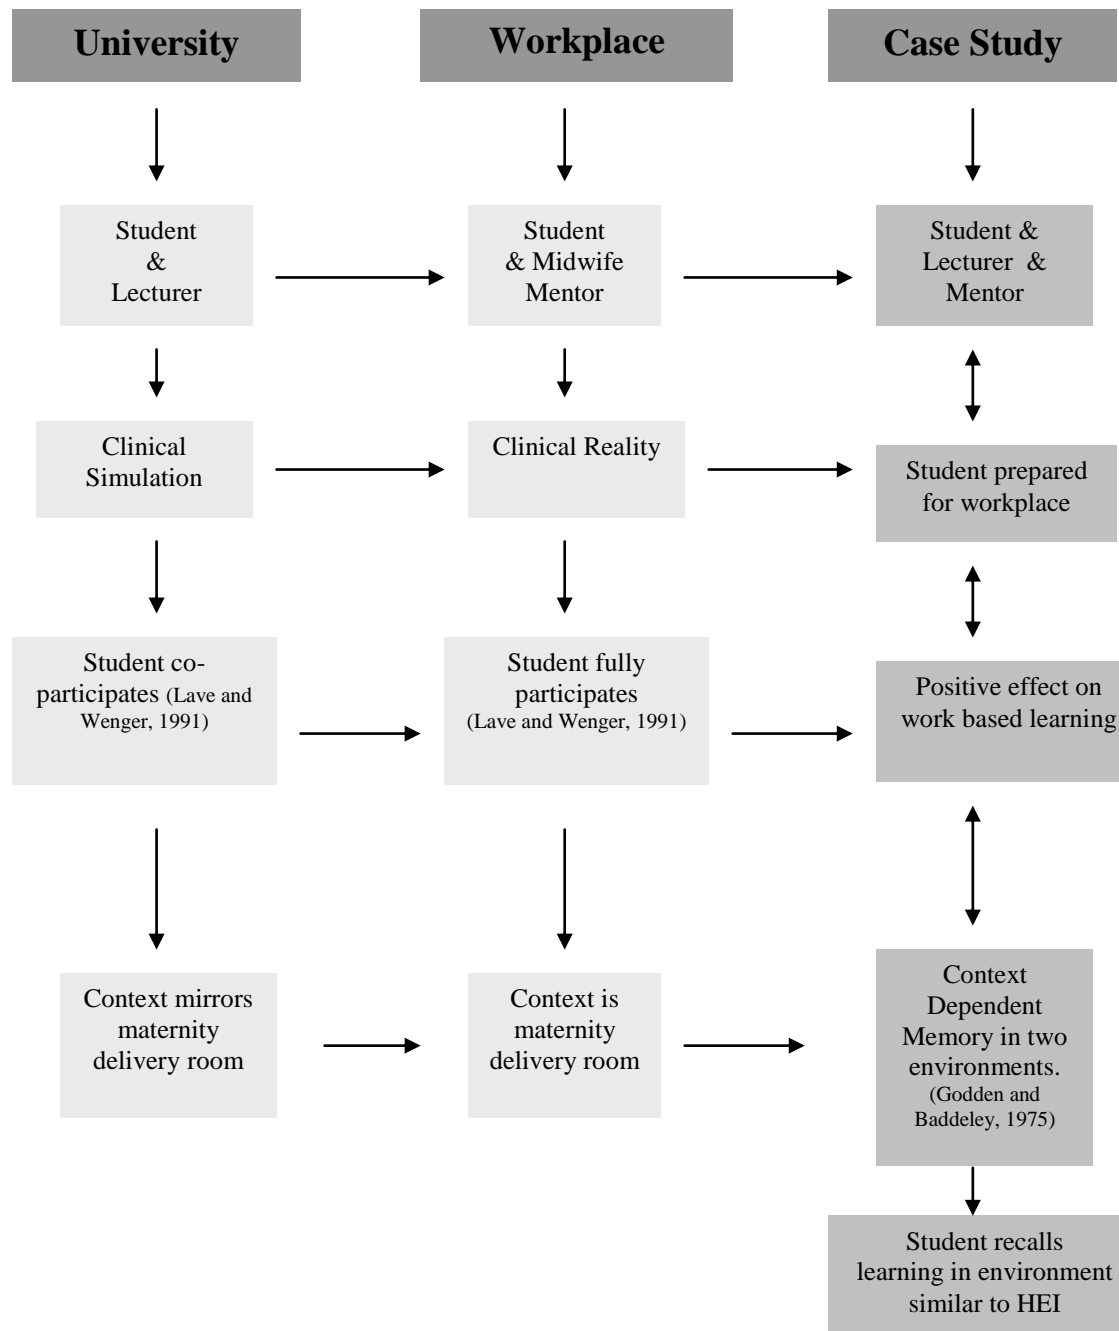 University
Workplace
Case Study
Student
&
Lecturer
Student
& Midwife
Mentor
Student &
Lecturer &
Mentor
Clinical
Simulation
Clinical Reality
Student prepared
for workplace
Student co-
participates (Lave and
Wenger, 1991)
Student fully
participates
(Lave and Wenger, 1991)
Positive effect on
work based learning
Context mirrors
maternity
delivery room
Context is
maternity
delivery room
Context
Dependent
Memory in two
environments.
(Godden and
Baddeley, 1975)
Student recalls
learning in environment
similar to HEI